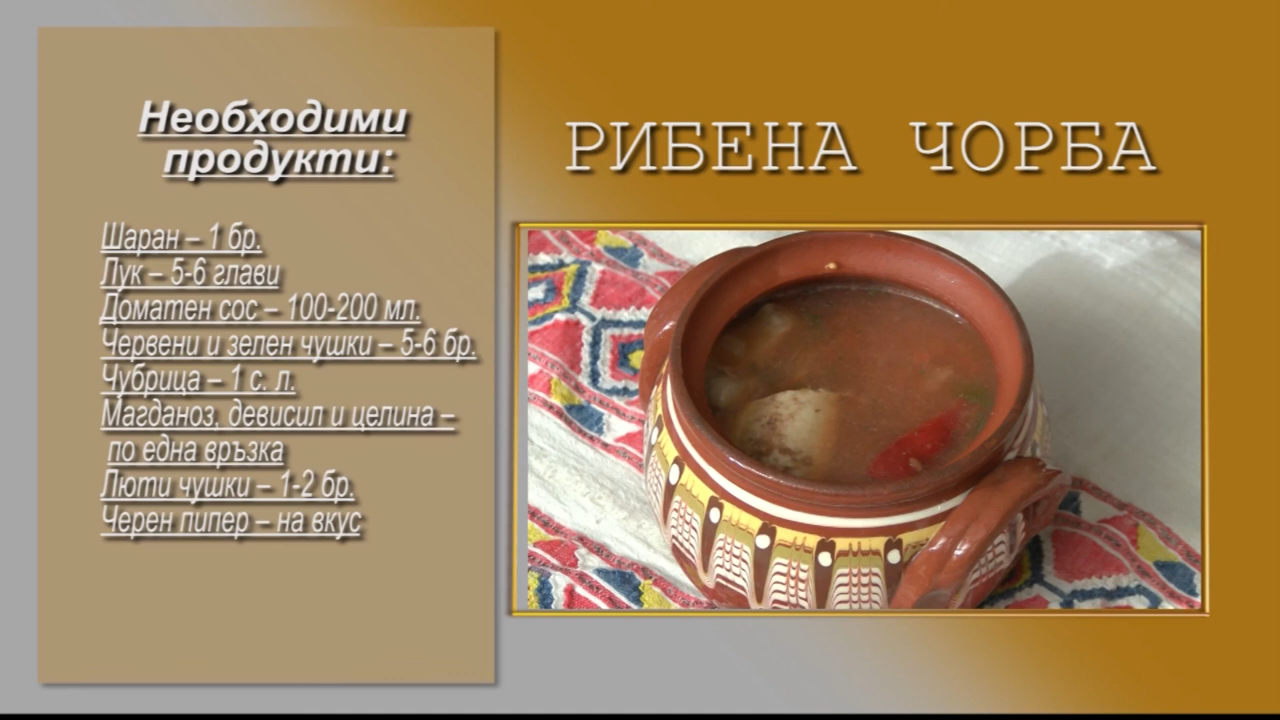 Необходими
продукти:
Шаран – 1 бр.
Лук – 5-6 глави
Доматен сос – 100-200 мл.
Червени и зелен чушки – 5-6 бр.
Чубрица – 1 с. л.
Магданоз, девисил и целина –
по една връзка
Люти чушки – 1-2 бр.
Черен пипер – на вкус
РИБЕНА ЧОРБА